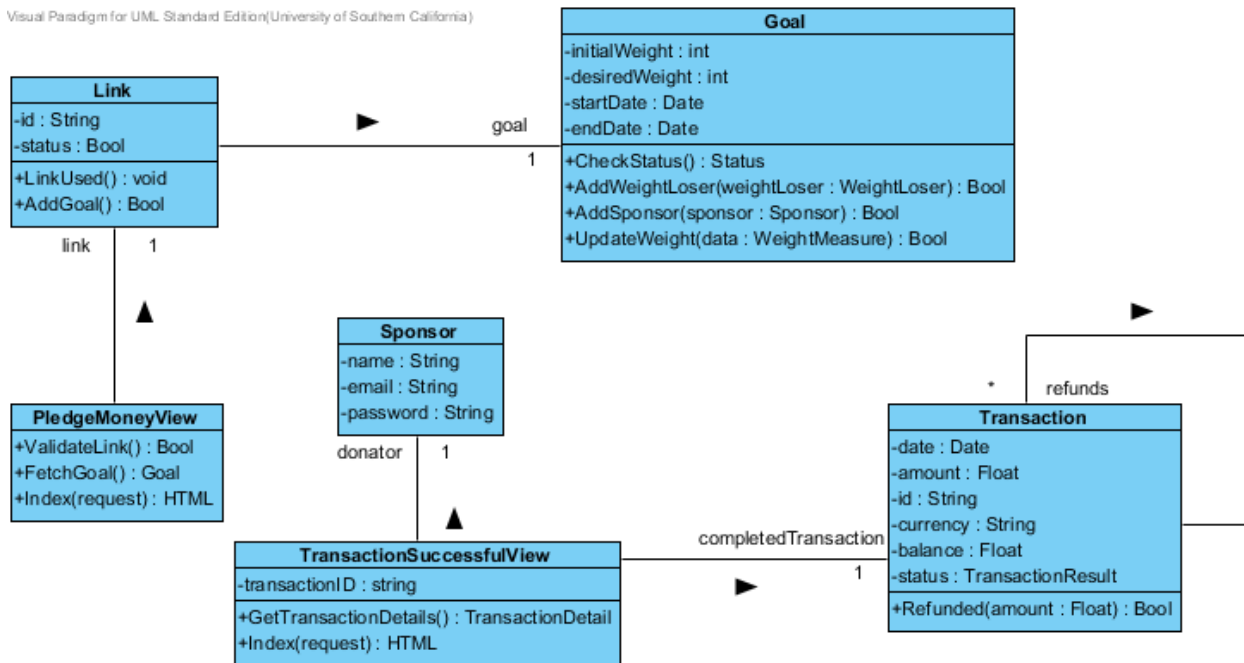 Visual Paradigm for UML Standard Edition(University of Southern California)
Goal
-initialWeight : int
-desiredWeight : int
-startDate : Date
-endDate : Date
+CheckStatus() : Status
+AddWeightLoser(weightLoser : WeightLoser) : Bool
+AddSponsor(sponsor : Sponsor) : Bool
+UpdateWeight(data : WeightMeasure) : Bool
Link
-id : String
-status : Bool
+LinkUsed() : void
+AddGoal() : Bool
goal
1
link
1
PledgeMoneyView
+ValidateLink() : Bool
+FetchGoal() : Goal
+Index(request) : HTML
Sponsor
-name : String
-email : String
-password : String
donator
1
TransactionSuccessfulView
-transactionID : string
+GetTransactionDetails() : TransactionDetail
+Index(request) : HTML
completedTransaction
1
*
refunds
Transaction
-date : Date
-amount : Float
-id : String
-currency : String
-balance : Float
-status : TransactionResult
+Refunded(amount : Float) : Bool